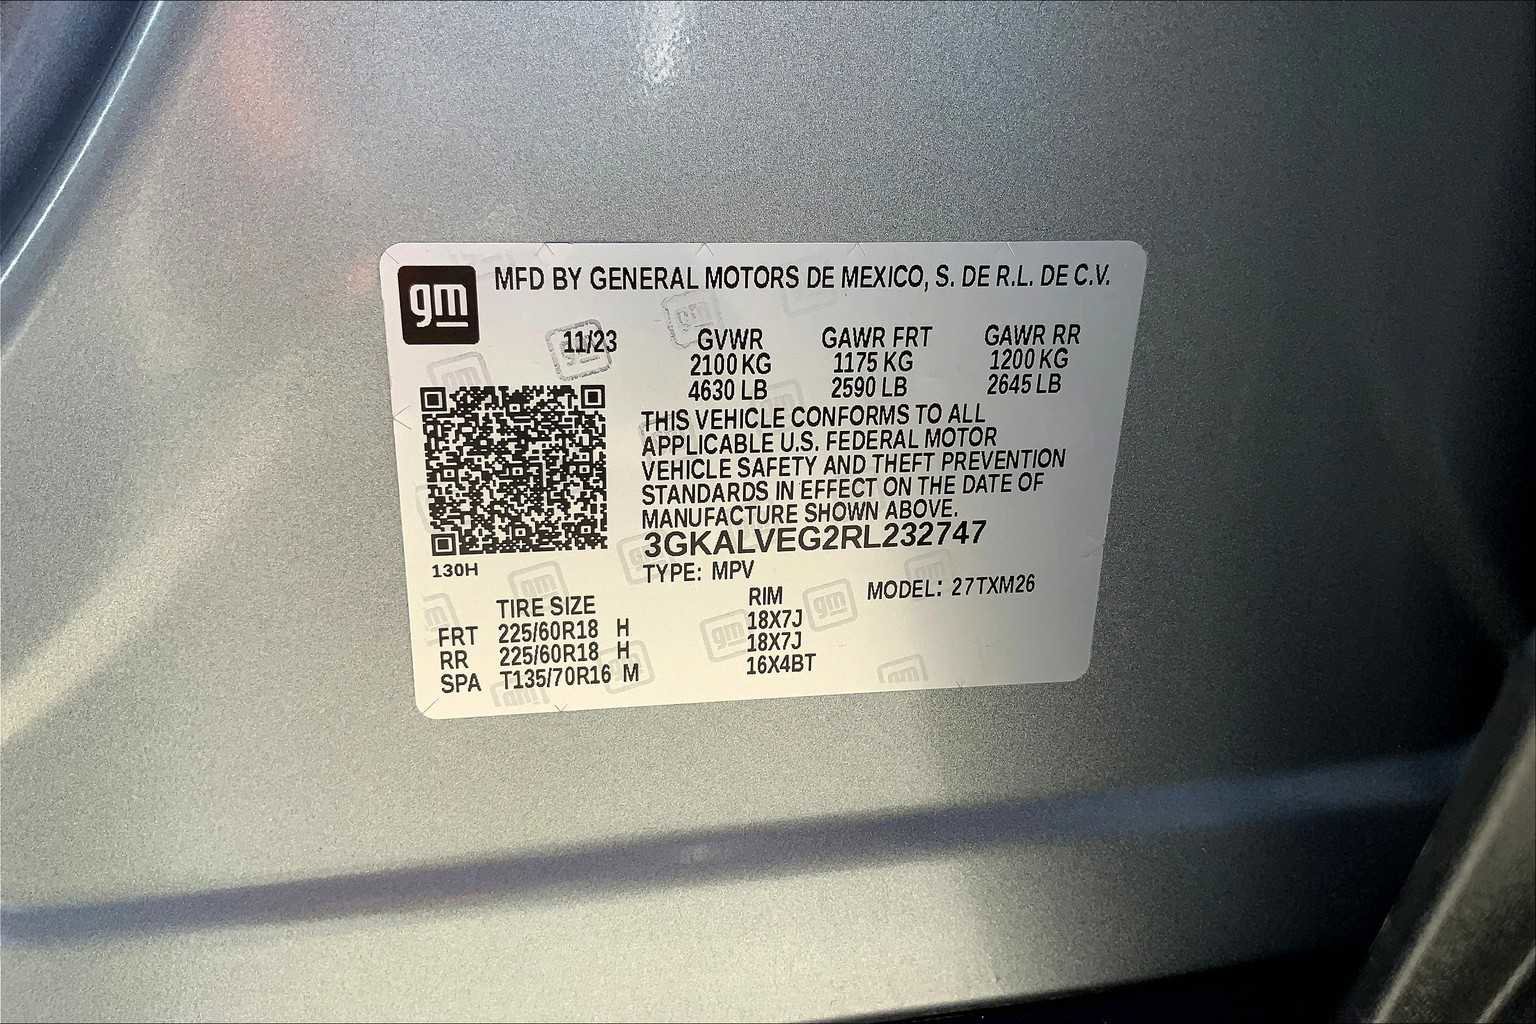 gm MFD BY GENERAL MOTORS DE MEXICO, S. DE R.L. DE C.V.
11/23 GVWR GAWR FRT GAWR RR
2100 KG 1175 KG 1200 KG
4630 LB 2590 LB 2645 LB
THIS VEHICLE CONFORMS TO ALL
APPLICABLE U.S. FEDERAL MOTOR
VEHICLE SAFETY AND THEFT PREVENTION
STANDARDS IN EFFECT ON THE DATE OF
MANUFACTURE SHOWN ABOVE.
3GKALVEG2RL232747
130H
TYPE: MPV MODEL: 27TXM26
TIRE SIZE RIM
FRT 225/60R18 H 18X7J
RR 225/60R18 H 18X7J
SPA T135/70R16 M 16X4BT